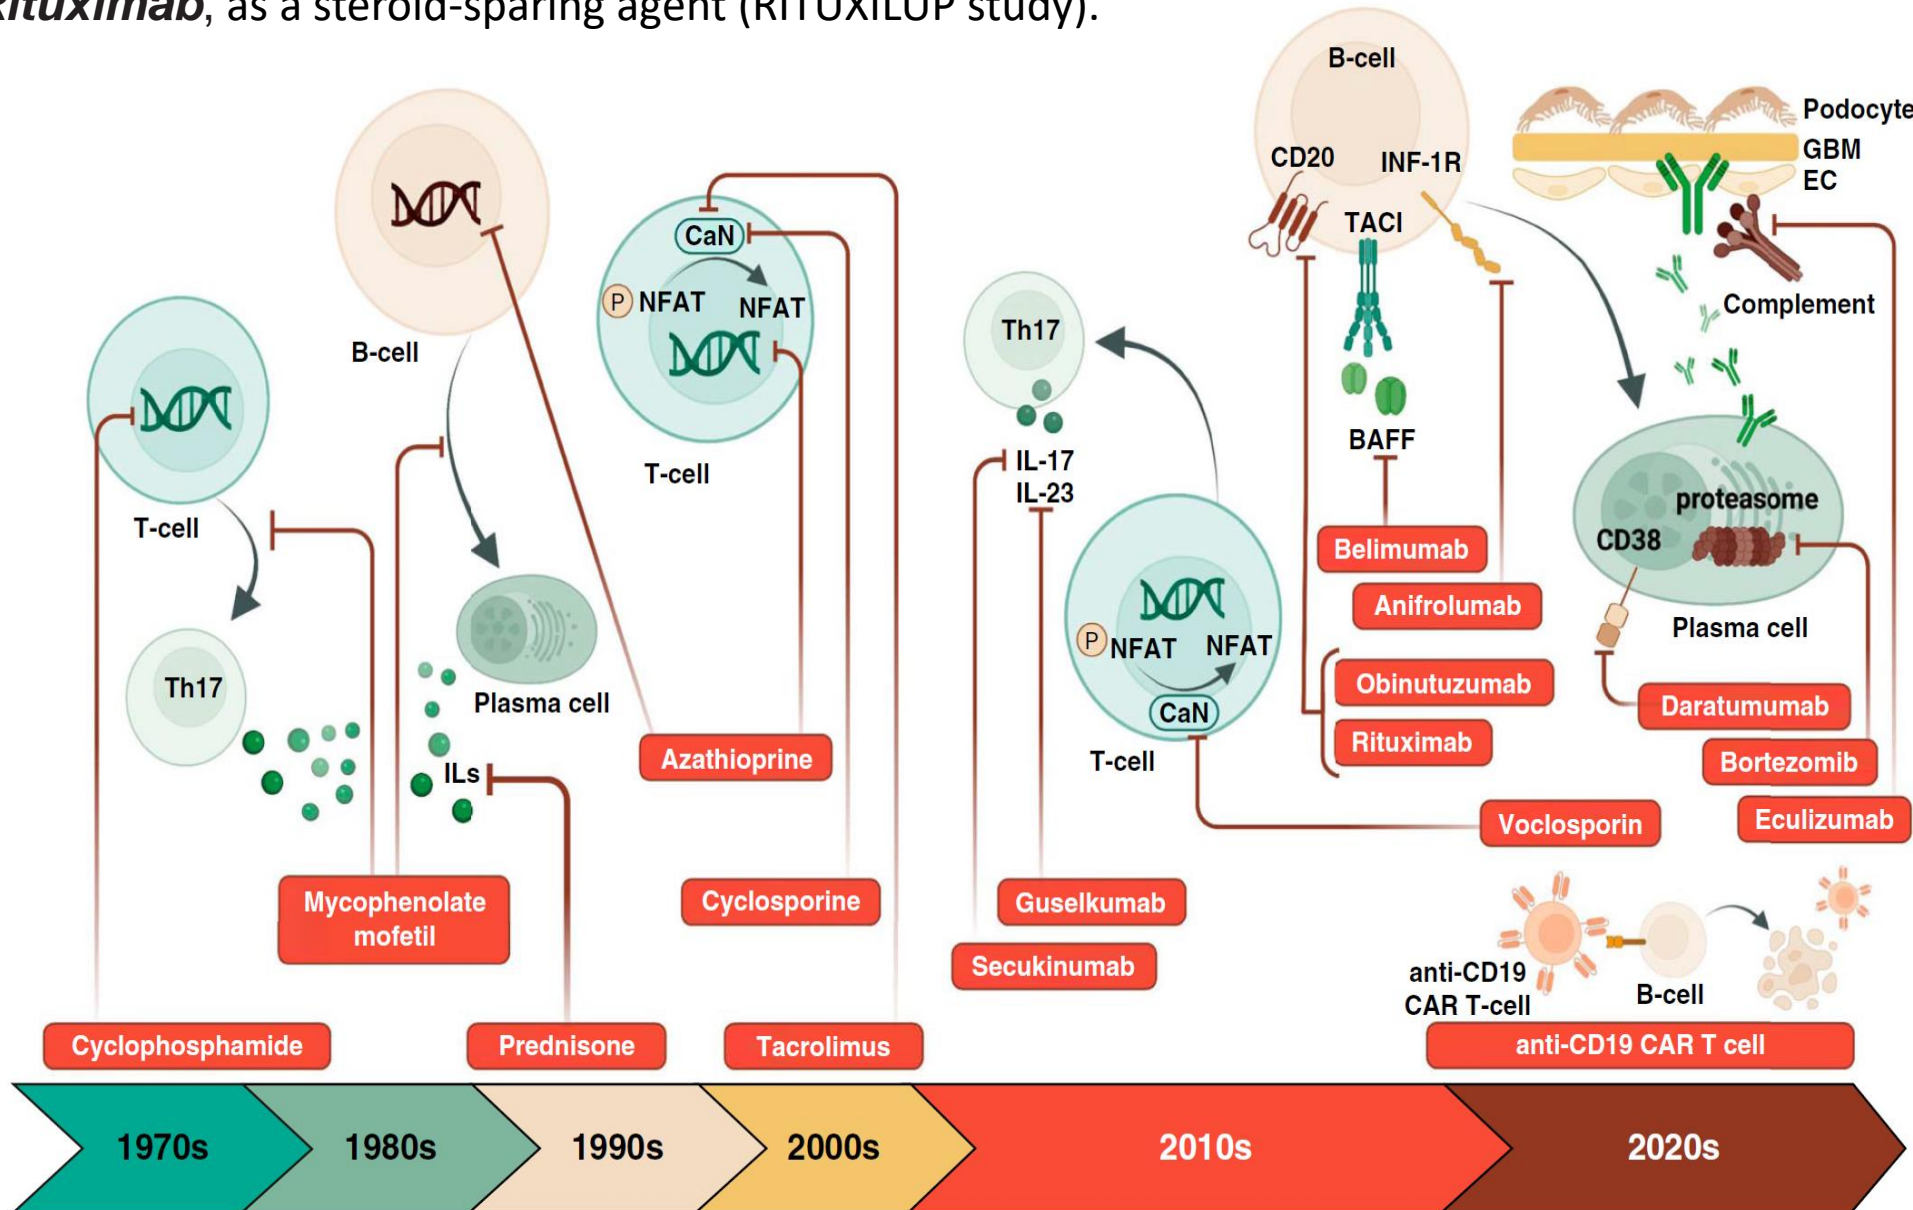 Rituximab, as a steroid-sparing agent (RITUXILUP study).
B-cell
T-cell
Th17
Plasma cell
ILs
CaN
P
NFAT
NFAT
T-cell
Azathioprine
Mycophenolate
mofetil
Cyclosporine
Cyclophosphamide
Prednisone
Tacrolimus
Th17
IL-17
IL-23
P
NFAT
NFAT
CaN
T-cell
Guselkumab
Secukinumab
B-cell
CD20
INF-1R
TACI
BAFF
Belimumab
Anifrolumab
Obinutuzumab
Rituximab
Voclosporin
Podocyte
GBM
EC
Complement
proteasome
CD38
Plasma cell
Daratumumab
Bortezomib
Eculizumab
anti-CD19
CAR T-cell
B-cell
anti-CD19 CAR T cell
1970s
1980s
1990s
2000s
2010s
2020s